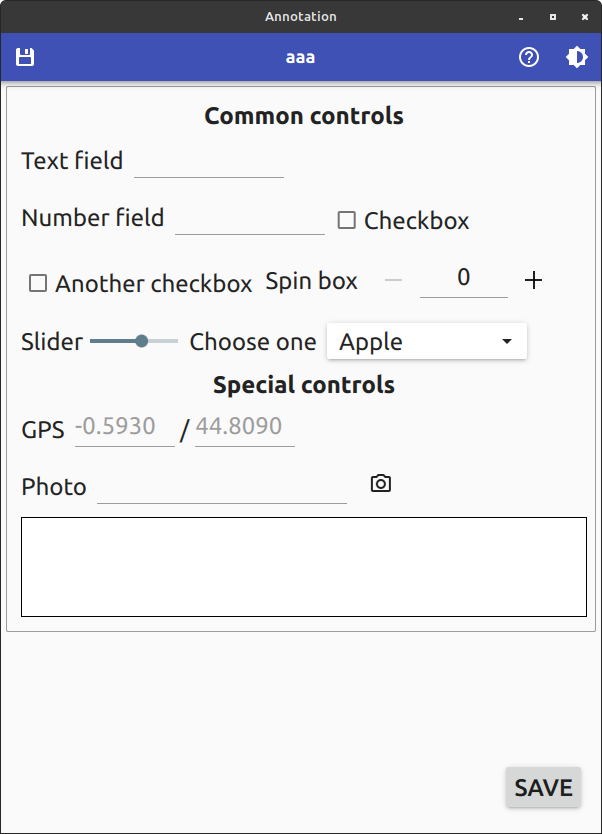 Annotation
aaa
Common controls
Text field
Number field Checkbox
Another checkbox Spin box 0
Slider Choose one Apple
Special controls
GPS -0.5930 / 44.8090
Photo
SAVE